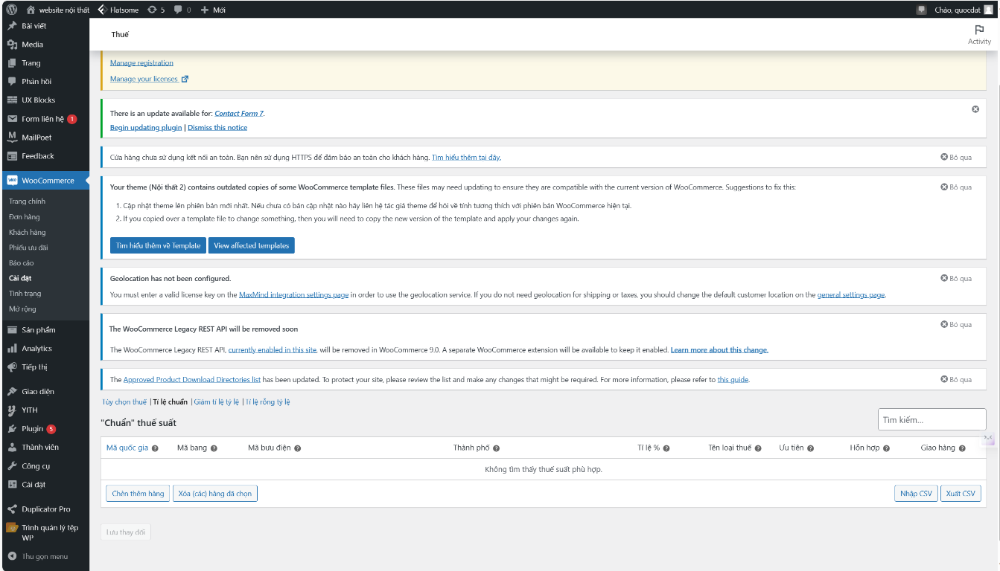 website nội thất Flatsome 5 0 Mới Chào, quocdat
Bài viết
Media
Trang
Phản hồi
UX Blocks
Form liên hệ 1
MailPoet
Feedback
WooCommerce
Trang chính
Đơn hàng
Khách hàng
Phiếu ưu đãi
Báo cáo
Cài đặt
Tình trạng
Mở rộng
Sản phẩm
Analytics
Tiếp thị
Giao diện
YITH
Plugin 5
Thành viên
Công cụ
Cài đặt
Duplicator Pro
Trình quản lý tệp
WP
Thu gọn menu
Thuế
Activity
Manage registration
Manage your licenses
There is an update available for: Contact Form 7.
Begin updating plugin | Dismiss this notice
Cửa hàng chưa sử dụng kết nối an toàn. Bạn nên sử dụng HTTPS để đảm bảo an toàn cho khách hàng. Tìm hiểu thêm tại đây. Bỏ qua
Your theme (Nội thất 2) contains outdated copies of some WooCommerce template files. These files may need updating to ensure they are compatible with the current version of WooCommerce. Suggestions to fix this: Bỏ qua
1. Cập nhật theme lên phiên bản mới nhất. Nếu chưa có bản cập nhật nào hãy liên hệ tác giả theme để hỏi về tính tương thích với phiên bản WooCommerce hiện tại.
2. If you copied over a template file to change something, then you will need to copy the new version of the template and apply your changes again.
Tìm hiểu thêm về Template View affected templates
Geolocation has not been configured. Bỏ qua
You must enter a valid license key on the MaxMind integration settings page in order to use the geolocation service. If you do not need geolocation for shipping or taxes, you should change the default customer location on the general settings page.
The WooCommerce Legacy REST API will be removed soon Bỏ qua
The WooCommerce Legacy REST API, currently enabled in this site, will be removed in WooCommerce 9.0. A separate WooCommerce extension will be available to keep it enabled. Learn more about this change.
The Approved Product Download Directories list has been updated. To protect your site, please review the list and make any changes that might be required. For more information, please refer to this guide. Bỏ qua
Tùy chọn thuế | Tỉ lệ chuẩn | Giảm tỉ lệ tỷ lệ | Tỉ lệ rỗng tỷ lệ
"Chuẩn" thuế suất
Tìm kiếm...
Mã quốc gia Mã bang Mã bưu điện Thành phố Tỉ lệ % Tên loại thuế Ưu tiên Hỗn hợp Giao hàng
Không tìm thấy thuế suất phù hợp.
Chèn thêm hàng Xóa (các) hàng đã chọn Nhập CSV Xuất CSV
Lưu thay đổi